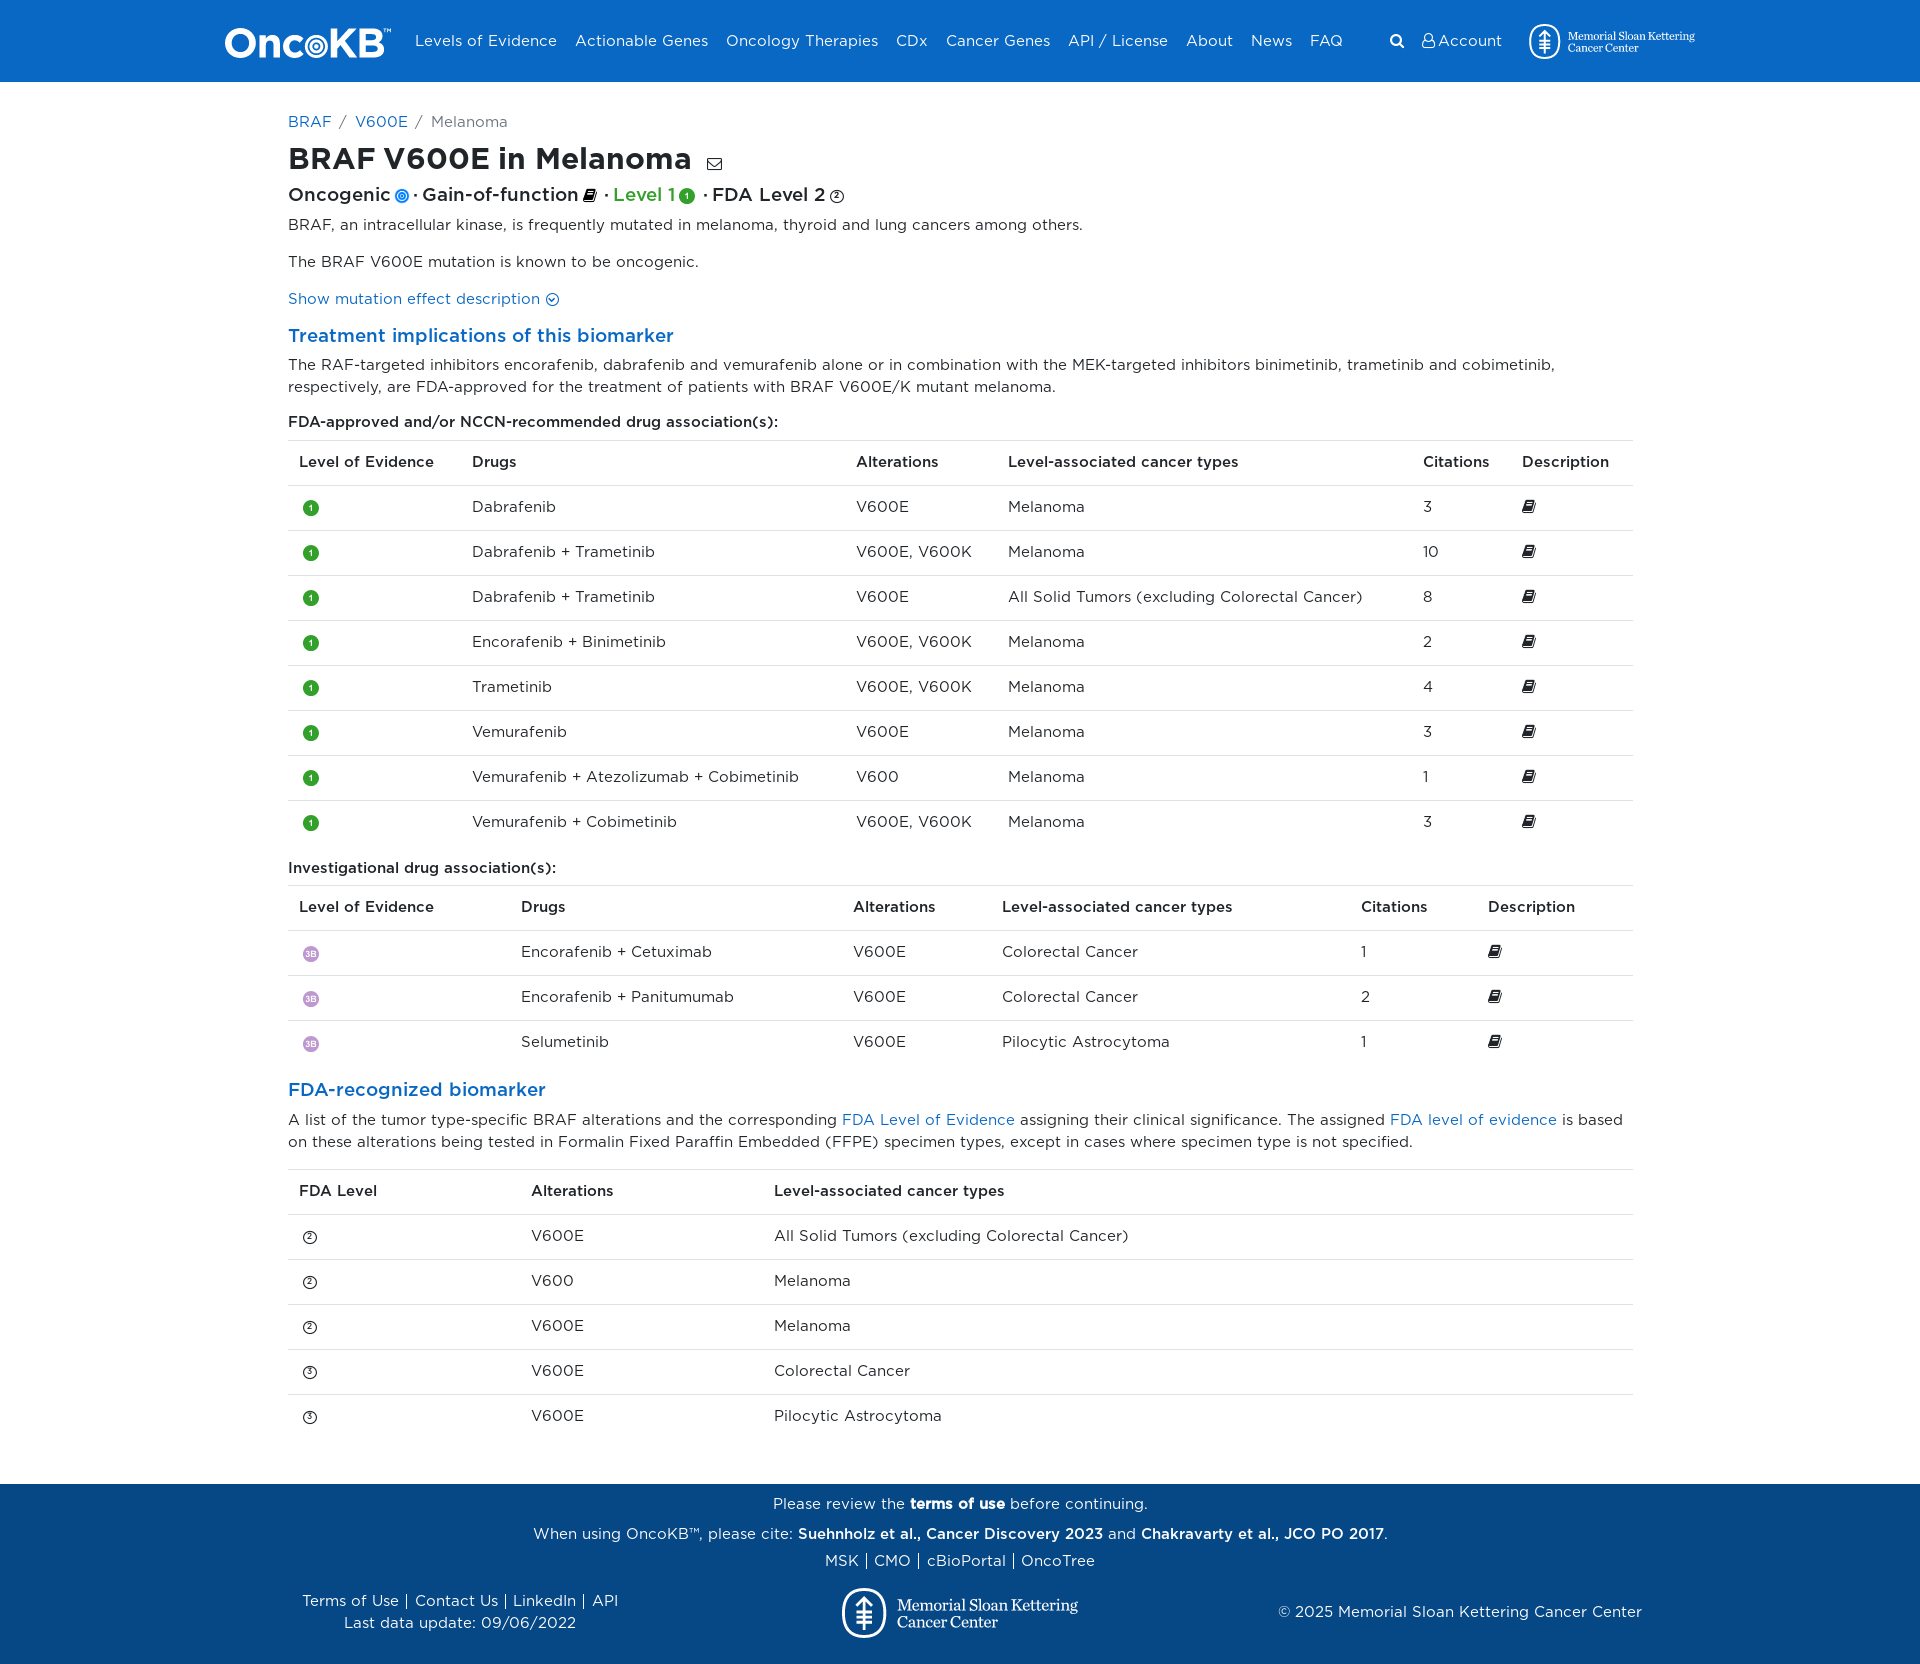 OncoKB™ Levels of Evidence Actionable Genes Oncology Therapies CDx Cancer Genes API / License About News FAQ Account Memorial Sloan Kettering
Cancer Center
BRAF / V600E / Melanoma
BRAF V600E in Melanoma
Oncogenic · Gain-of-function · Level 1 1 · FDA Level 2 2
BRAF, an intracellular kinase, is frequently mutated in melanoma, thyroid and lung cancers among others.
The BRAF V600E mutation is known to be oncogenic.
Show mutation effect description
Treatment implications of this biomarker
The RAF-targeted inhibitors encorafenib, dabrafenib and vemurafenib alone or in combination with the MEK-targeted inhibitors binimetinib, trametinib and cobimetinib,
respectively, are FDA-approved for the treatment of patients with BRAF V600E/K mutant melanoma.
FDA-approved and/or NCCN-recommended drug association(s):
Level of Evidence Drugs Alterations Level-associated cancer types Citations Description
1 Dabrafenib V600E Melanoma 3
1 Dabrafenib + Trametinib V600E, V600K Melanoma 10
1 Dabrafenib + Trametinib V600E All Solid Tumors (excluding Colorectal Cancer) 8
1 Encorafenib + Binimetinib V600E, V600K Melanoma 2
1 Trametinib V600E, V600K Melanoma 4
1 Vemurafenib V600E Melanoma 3
1 Vemurafenib + Atezolizumab + Cobimetinib V600 Melanoma 1
1 Vemurafenib + Cobimetinib V600E, V600K Melanoma 3
Investigational drug association(s):
Level of Evidence Drugs Alterations Level-associated cancer types Citations Description
3B Encorafenib + Cetuximab V600E Colorectal Cancer 1
3B Encorafenib + Panitumumab V600E Colorectal Cancer 2
3B Selumetinib V600E Pilocytic Astrocytoma 1
FDA-recognized biomarker
A list of the tumor type-specific BRAF alterations and the corresponding FDA Level of Evidence assigning their clinical significance. The assigned FDA level of evidence is based
on these alterations being tested in Formalin Fixed Paraffin Embedded (FFPE) specimen types, except in cases where specimen type is not specified.
FDA Level Alterations Level-associated cancer types
2 V600E All Solid Tumors (excluding Colorectal Cancer)
2 V600 Melanoma
2 V600E Melanoma
3 V600E Colorectal Cancer
3 V600E Pilocytic Astrocytoma
Please review the terms of use before continuing.
When using OncoKB™, please cite: Suehnholz et al., Cancer Discovery 2023 and Chakravarty et al., JCO PO 2017.
MSK | CMO | cBioPortal | OncoTree
Terms of Use | Contact Us | LinkedIn | API
Last data update: 09/06/2022
Memorial Sloan Kettering
Cancer Center
© 2025 Memorial Sloan Kettering Cancer Center